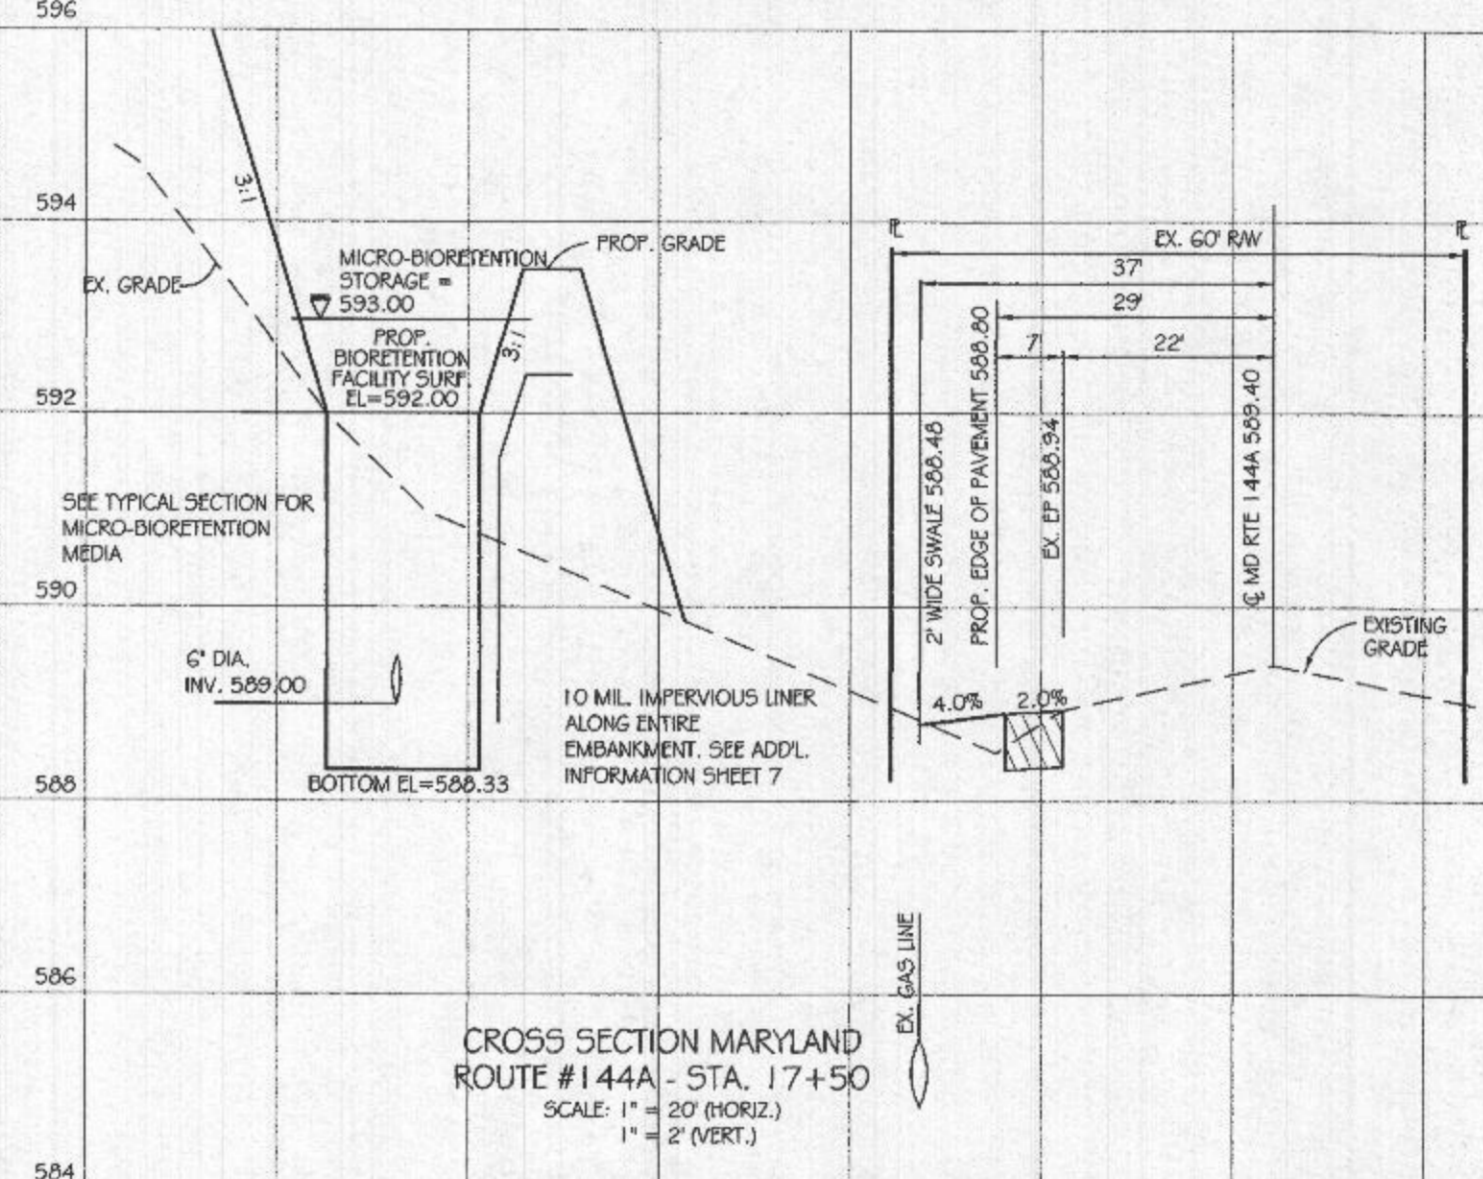 596
594
592
590
588
586
584
3:1
EX. GRADE
MICRO-BIORETENTION
STORAGE =
593.00
PROP. GRADE
PROP.
BIORETENTION
FACILITY SURF.
EL=592.00
3:1
SEE TYPICAL SECTION FOR
MICRO-BIORETENTION
MEDIA
6" DIA.
INV. 589.00
BOTTOM EL=588.33
10 MIL. IMPERVIOUS LINER
ALONG ENTIRE
EMBANKMENT. SEE ADD'L.
INFORMATION SHEET 7
PL
PL
EX. 60' R/W
37'
29'
7'
22'
2' WIDE SWALE 588.48
PROP. EDGE OF PAVEMENT 588.80
EX. EP 588.94
CL MD RTE 144A 589.40
4.0%
2.0%
EXISTING
GRADE
EX. GAS LINE
CROSS SECTION MARYLAND
ROUTE #144A - STA. 17+50
SCALE: 1" = 20' (HORIZ.)
1" = 2' (VERT.)